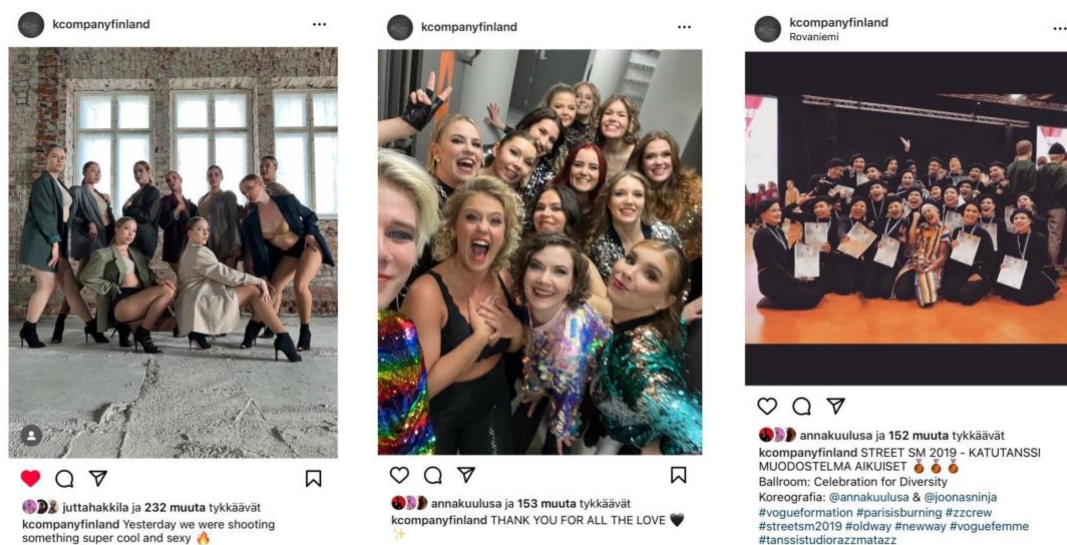 kcompanyfinland
juttahakkila ja 232 muuta tykkäävät
kcompanyfinland Yesterday we were shooting
something super cool and sexy 🔥
kcompanyfinland
annakuulusa ja 153 muuta tykkäävät
kcompanyfinland THANK YOU FOR ALL THE LOVE 🖤
✨
kcompanyfinland
Rovaniemi
annakuulusa ja 152 muuta tykkäävät
kcompanyfinland STREET SM 2019 - KATUTANSSI
MUODOSTELMA AIKUISET 🥉🥉🥉
Ballroom: Celebration for Diversity
Koreografia: @annakuulusa & @joonasninja
#vogueformation #parisisburning #zzcrew
#streetsm2019 #oldway #newway #voguefemme
#tanssistudiorazzmatazz